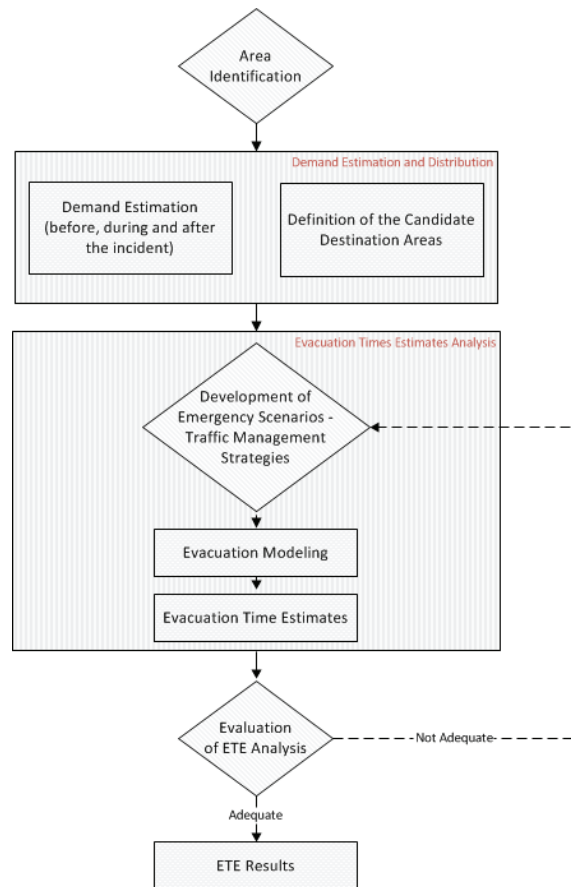 Area
Identification
Demand Estimation and Distribution
Demand Estimation
(before, during and after
the incident)
Definition of the Candidate
Destination Areas
Evacuation Times Estimates Analysis
Development of
Emergency Scenarios -
Traffic Management
Strategies
Evacuation Modeling
Evacuation Time Estimates
Evaluation
of ETE Analysis
Not Adequate
Adequate
ETE Results